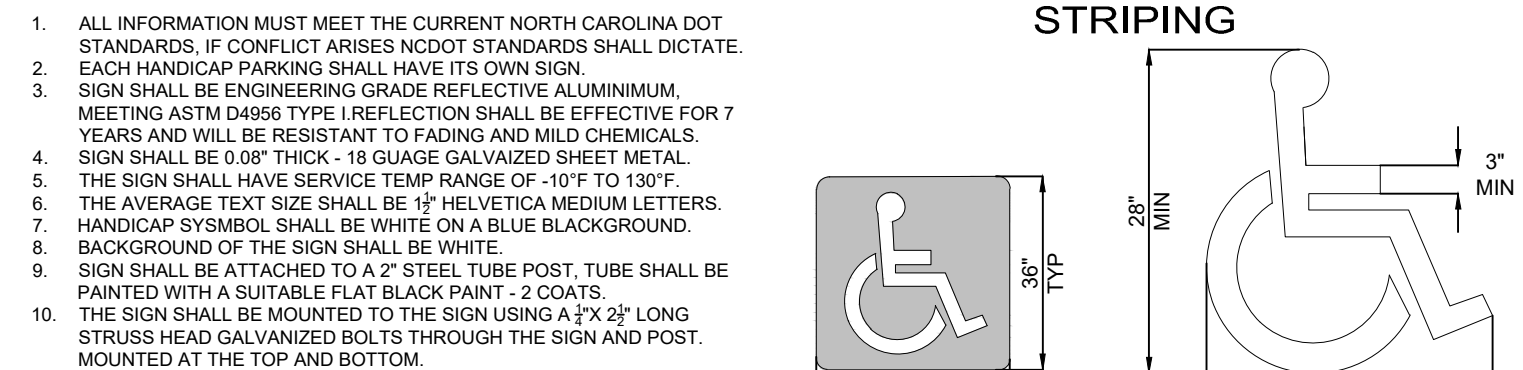 1. ALL INFORMATION MUST MEET THE CURRENT NORTH CAROLINA DOT
STANDARDS, IF CONFLICT ARISES NCDOT STANDARDS SHALL DICTATE.
2. EACH HANDICAP PARKING SHALL HAVE ITS OWN SIGN.
3. SIGN SHALL BE ENGINEERING GRADE REFLECTIVE ALUMINIMUM,
MEETING ASTM D4956 TYPE I.REFLECTION SHALL BE EFFECTIVE FOR 7
YEARS AND WILL BE RESISTANT TO FADING AND MILD CHEMICALS.
4. SIGN SHALL BE 0.08" THICK - 18 GUAGE GALVAIZED SHEET METAL.
5. THE SIGN SHALL HAVE SERVICE TEMP RANGE OF -10°F TO 130°F.
6. THE AVERAGE TEXT SIZE SHALL BE 1½" HELVETICA MEDIUM LETTERS.
7. HANDICAP SYSMBOL SHALL BE WHITE ON A BLUE BLACKGROUND.
8. BACKGROUND OF THE SIGN SHALL BE WHITE.
9. SIGN SHALL BE ATTACHED TO A 2" STEEL TUBE POST, TUBE SHALL BE
PAINTED WITH A SUITABLE FLAT BLACK PAINT - 2 COATS.
10. THE SIGN SHALL BE MOUNTED TO THE SIGN USING A ¼"X 2½" LONG
STRUSS HEAD GALVANIZED BOLTS THROUGH THE SIGN AND POST.
MOUNTED AT THE TOP AND BOTTOM.
STRIPING
36"
TYP
28"
MIN
3"
MIN